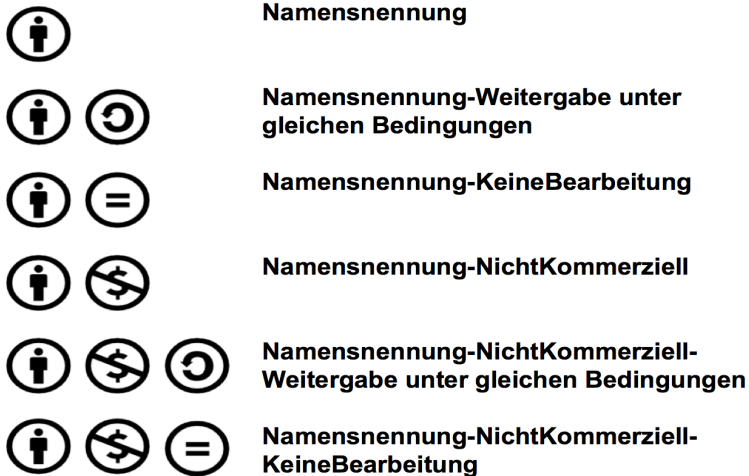 Namensnennung
Namensnennung-Weitergabe unter
gleichen Bedingungen
Namensnennung-KeineBearbeitung
Namensnennung-NichtKommerziell
Namensnennung-NichtKommerziell-
Weitergabe unter gleichen Bedingungen
Namensnennung-NichtKommerziell-
KeineBearbeitung